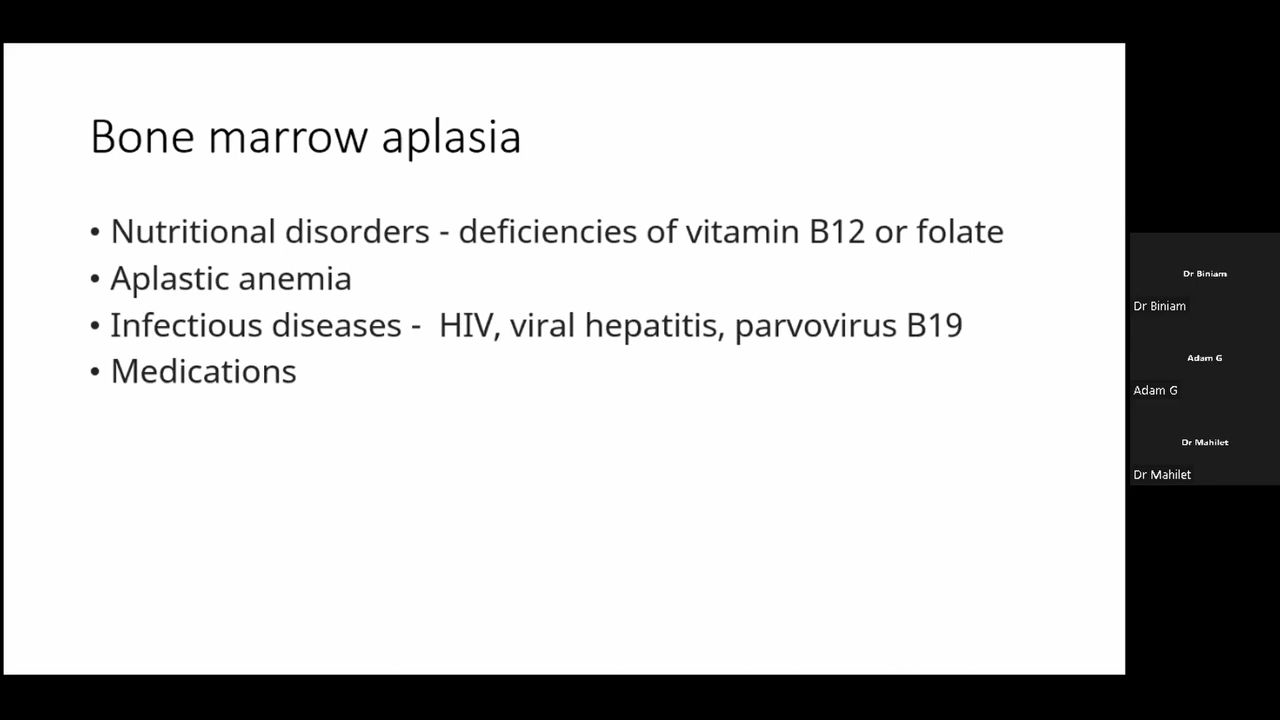 Bone marrow aplasia
• Nutritional disorders - deficiencies of vitamin B12 or folate
• Aplastic anemia
• Infectious diseases -  HIV, viral hepatitis, parvovirus B19
• Medications
Dr Biniam
Dr Biniam
Adam G
Adam G
Dr Mahilet
Dr Mahilet